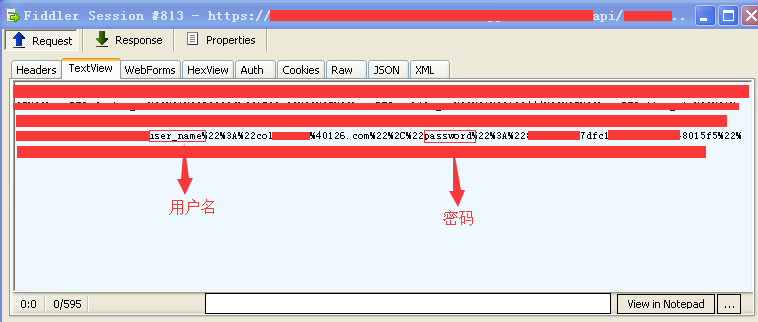 Fiddler Session #813 - https:// api/ ..
Request Response Properties
Headers TextView WebForms HexView Auth Cookies Raw JSON XML
user_name%22%3A%22col %40126.com%22%2C%22password%22%3A%22 7dfc1 8015f5%22%
用户名
密码
0:0 0/595 View in Notepad ...